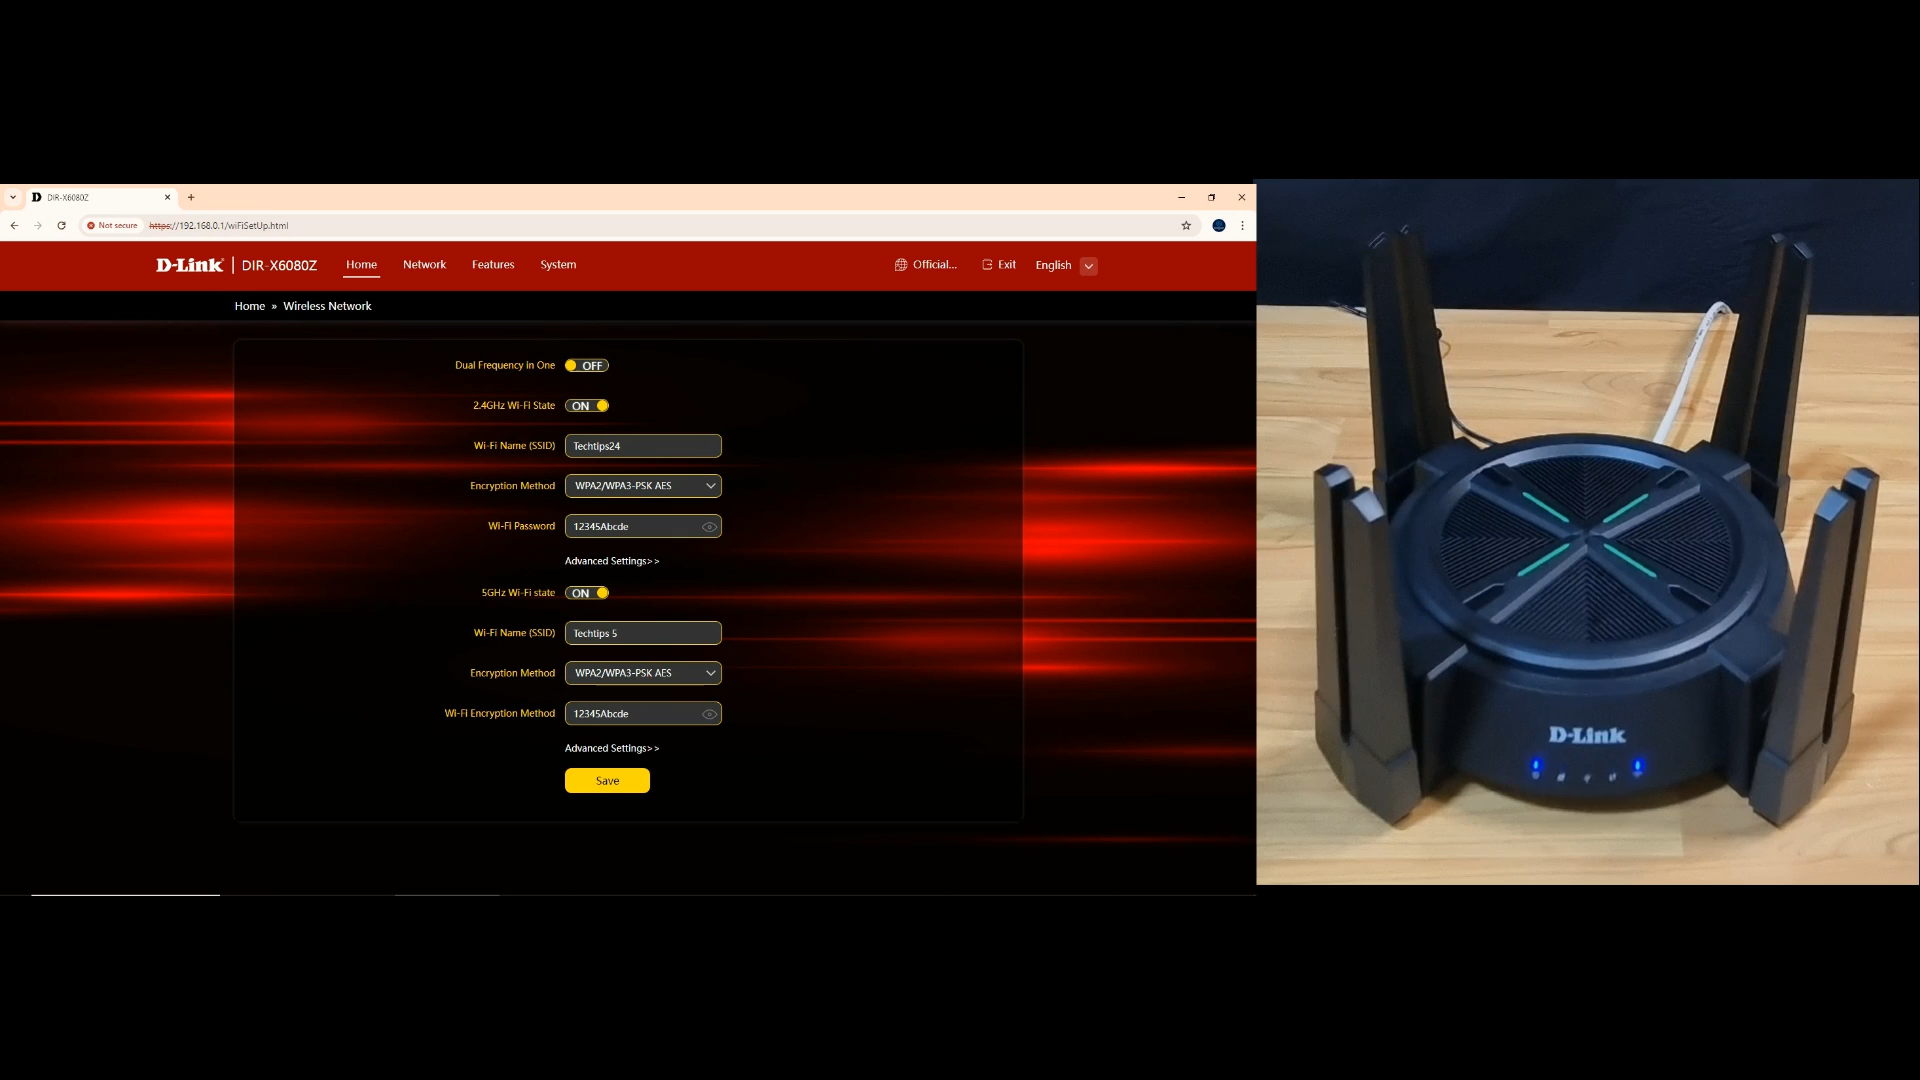 DIR-X6080Z
Not secure https://192.168.0.1/wiFiSetUp.html
D-Link DIR-X6080Z Home Network Features System Official... Exit English
Home » Wireless Network
Dual Frequency in One OFF
2.4GHz Wi-Fi State ON
Wi-Fi Name (SSID) Techtips24
Encryption Method WPA2/WPA3-PSK AES
Wi-Fi Password 12345Abcde
Advanced Settings>>
5GHz Wi-Fi state ON
Wi-Fi Name (SSID) Techtips 5
Encryption Method WPA2/WPA3-PSK AES
Wi-Fi Encryption Method 12345Abcde
Advanced Settings>>
Save
D-Link